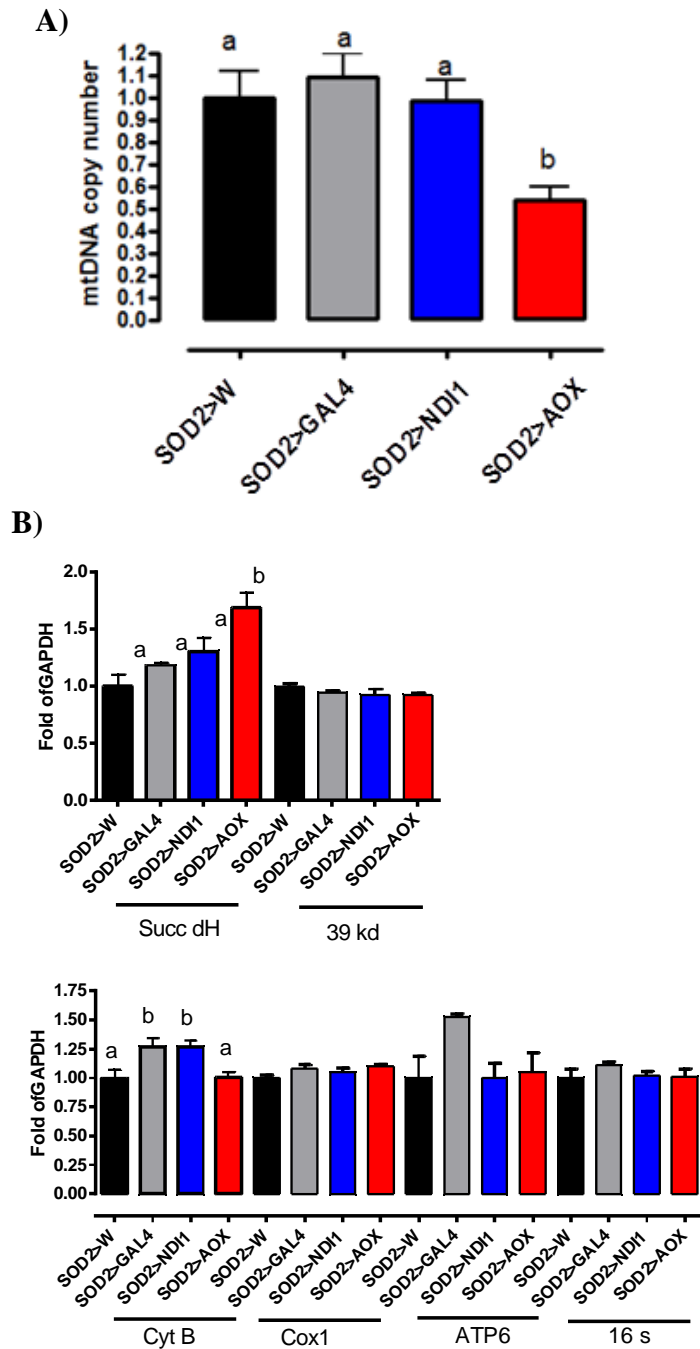 A)
a a a b
1.2
1.1
1.0
0.9
0.8
0.7
0.6
0.5
0.4
0.3
0.2
0.1
0.0
mtDNA copy number
SOD2>W SOD2>GAL4 SOD2>NDI1 SOD2>AOX
B)
2.0
1.5
1.0
0.5
0.0
Fold ofGAPDH
a a a b
SOD2>W SOD2>GAL4 SOD2>NDI1 SOD2>AOX SOD2>W SOD2>GAL4 SOD2>NDI1 SOD2>AOX
Succ dH 39 kd
1.75
1.50
1.25
1.00
0.75
1.25
0.50
0.00
Fold ofGAPDH
a b b a
SOD2>W SOD2>GAL4 SOD2>NDI1 SOD2>AOX SOD2>W SOD2>GAL4 SOD2>NDI1 SOD2>AOX SOD2>W SOD2>GAL4 SOD2>NDI1 SOD2>AOX SOD2>W SOD2>GAL4 SOD2>NDI1 SOD2>AOX
Cyt B Cox1 ATP6 16 s